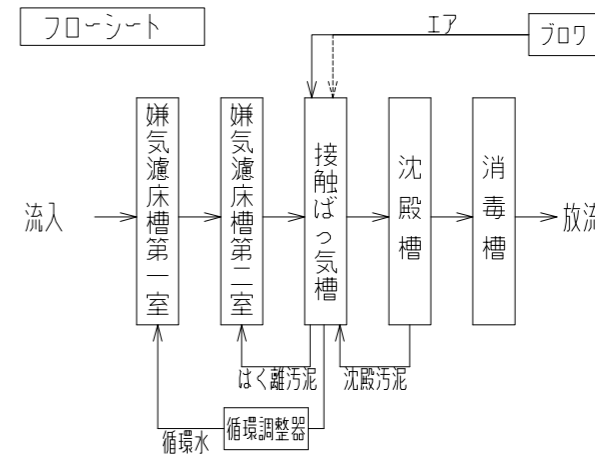 フローシート
エア
ブロワ
流入
嫌気濾床槽第一室
嫌気濾床槽第二室
接触ばっ気槽
沈殿槽
消毒槽
放流
はく離汚泥
沈殿汚泥
循環水
循環調整器